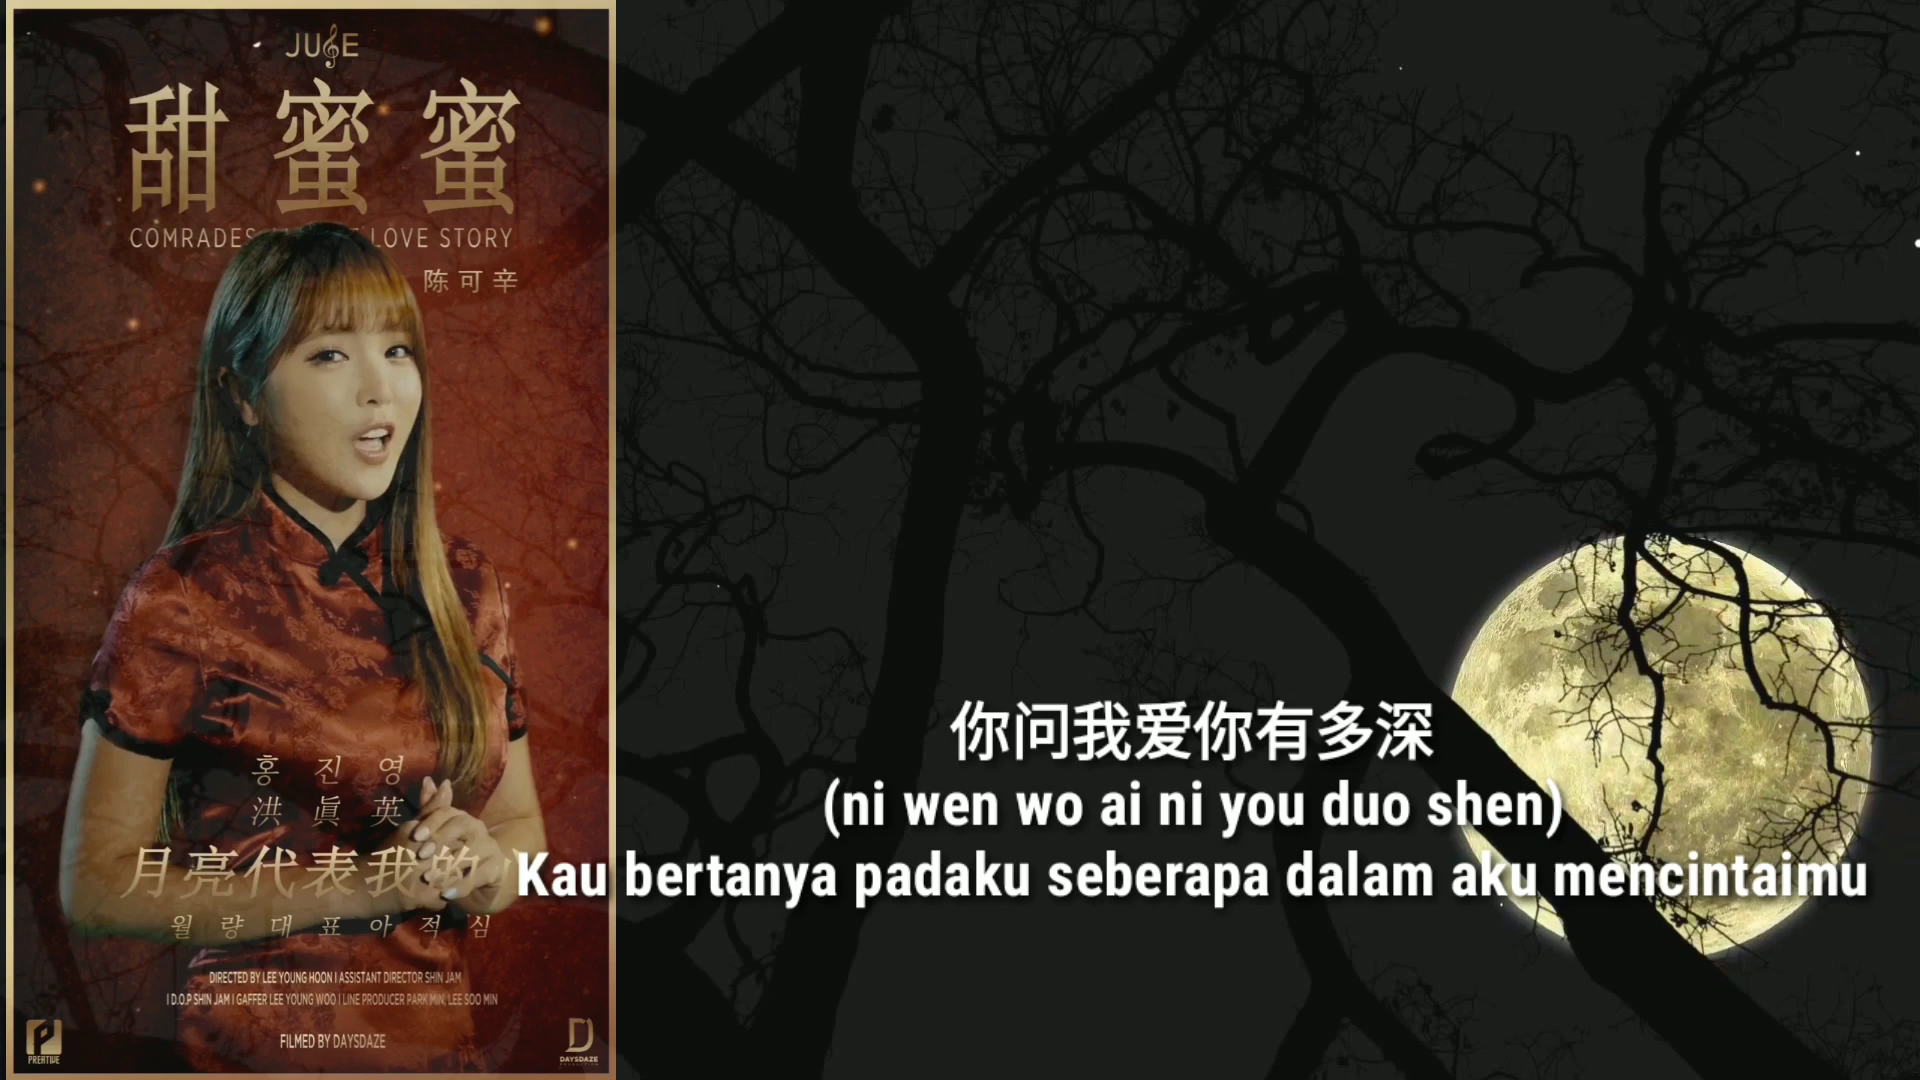 JU&E
甜蜜蜜
COMRADES LOVE STORY
陈可辛
홍진영
洪眞英
月亮代表我的
월량대표아적심
DIRECTED BY LEE YOUNG HOON I ASSISTANT DIRECTOR SHIN JAM
I D.O.P SHIN JAM I GAFFER LEE YOUNG WOO I LINE PRODUCER PARK MIN, LEE SOO MIN
FILMED BY DAYSDAZE
PREATIVE
DAYSDAZE
PRODUCTION
你问我爱你有多深
(ni wen wo ai ni you duo shen)
Kau bertanya padaku seberapa dalam aku mencintaimu